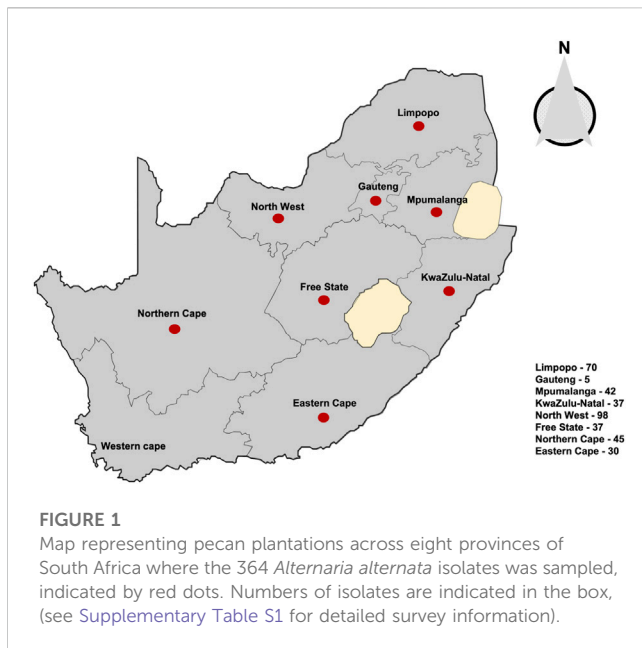 N
Limpopo
Gauteng
Mpumalanga
North West
KwaZulu-Natal
Free State
Northern Cape
Eastern Cape
Western cape
Limpopo - 70
Gauteng - 5
Mpumalanga - 42
KwaZulu-Natal - 37
North West - 98
Free State - 37
Northern Cape - 45
Eastern Cape - 30
FIGURE 1
Map representing pecan plantations across eight provinces of
South Africa where the 364 Alternaria alternata isolates was sampled,
indicated by red dots. Numbers of isolates are indicated in the box,
(see Supplementary Table S1 for detailed survey information).